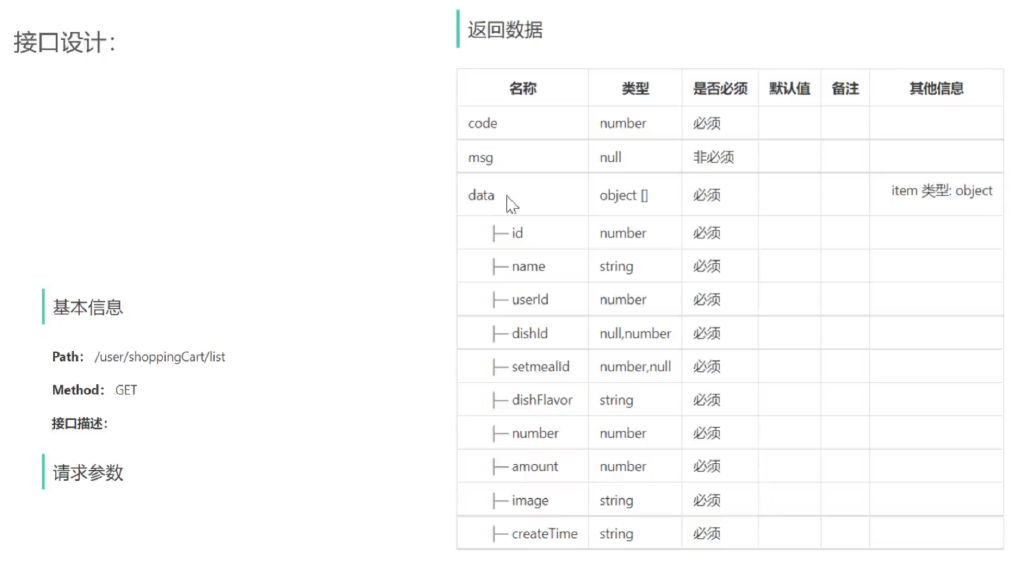 接口设计：
基本信息
Path： /user/shoppingCart/list
Method： GET
接口描述：
请求参数
返回数据
名称 类型 是否必须 默认值 备注 其他信息
code number 必须
msg null 非必须
data object [] 必须 item 类型: object
├─ id number 必须
├─ name string 必须
├─ userId number 必须
├─ dishId null,number 必须
├─ setmealId number,null 必须
├─ dishFlavor string 必须
├─ number number 必须
├─ amount number 必须
├─ image string 必须
├─ createTime string 必须